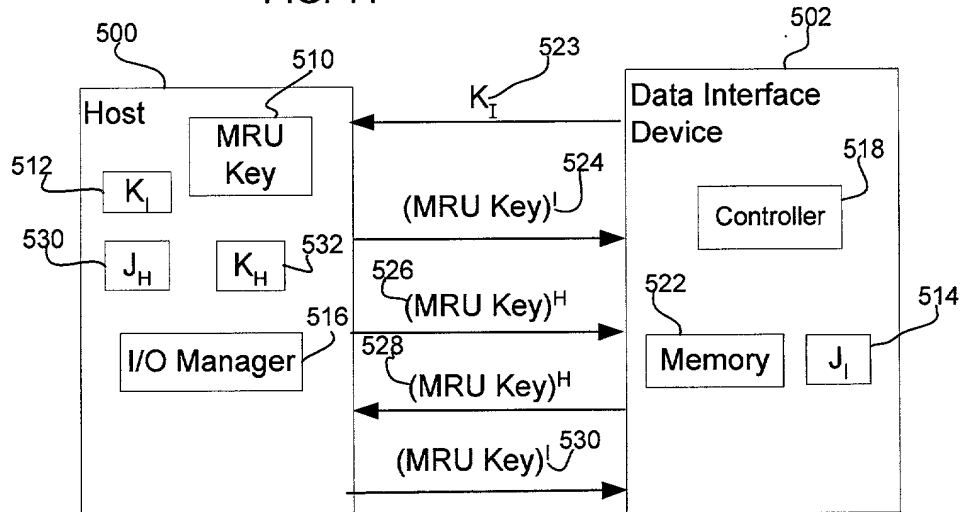 500
510
523
502
Host
MRU
Key
K_I
Data Interface
Device
512
K_I
(MRU Key)^I
524
518
Controller
530
J_H
K_H
532
526
(MRU Key)^H
522
514
516
I/O Manager
528
(MRU Key)^H
Memory
J_I
(MRU Key)^I
530